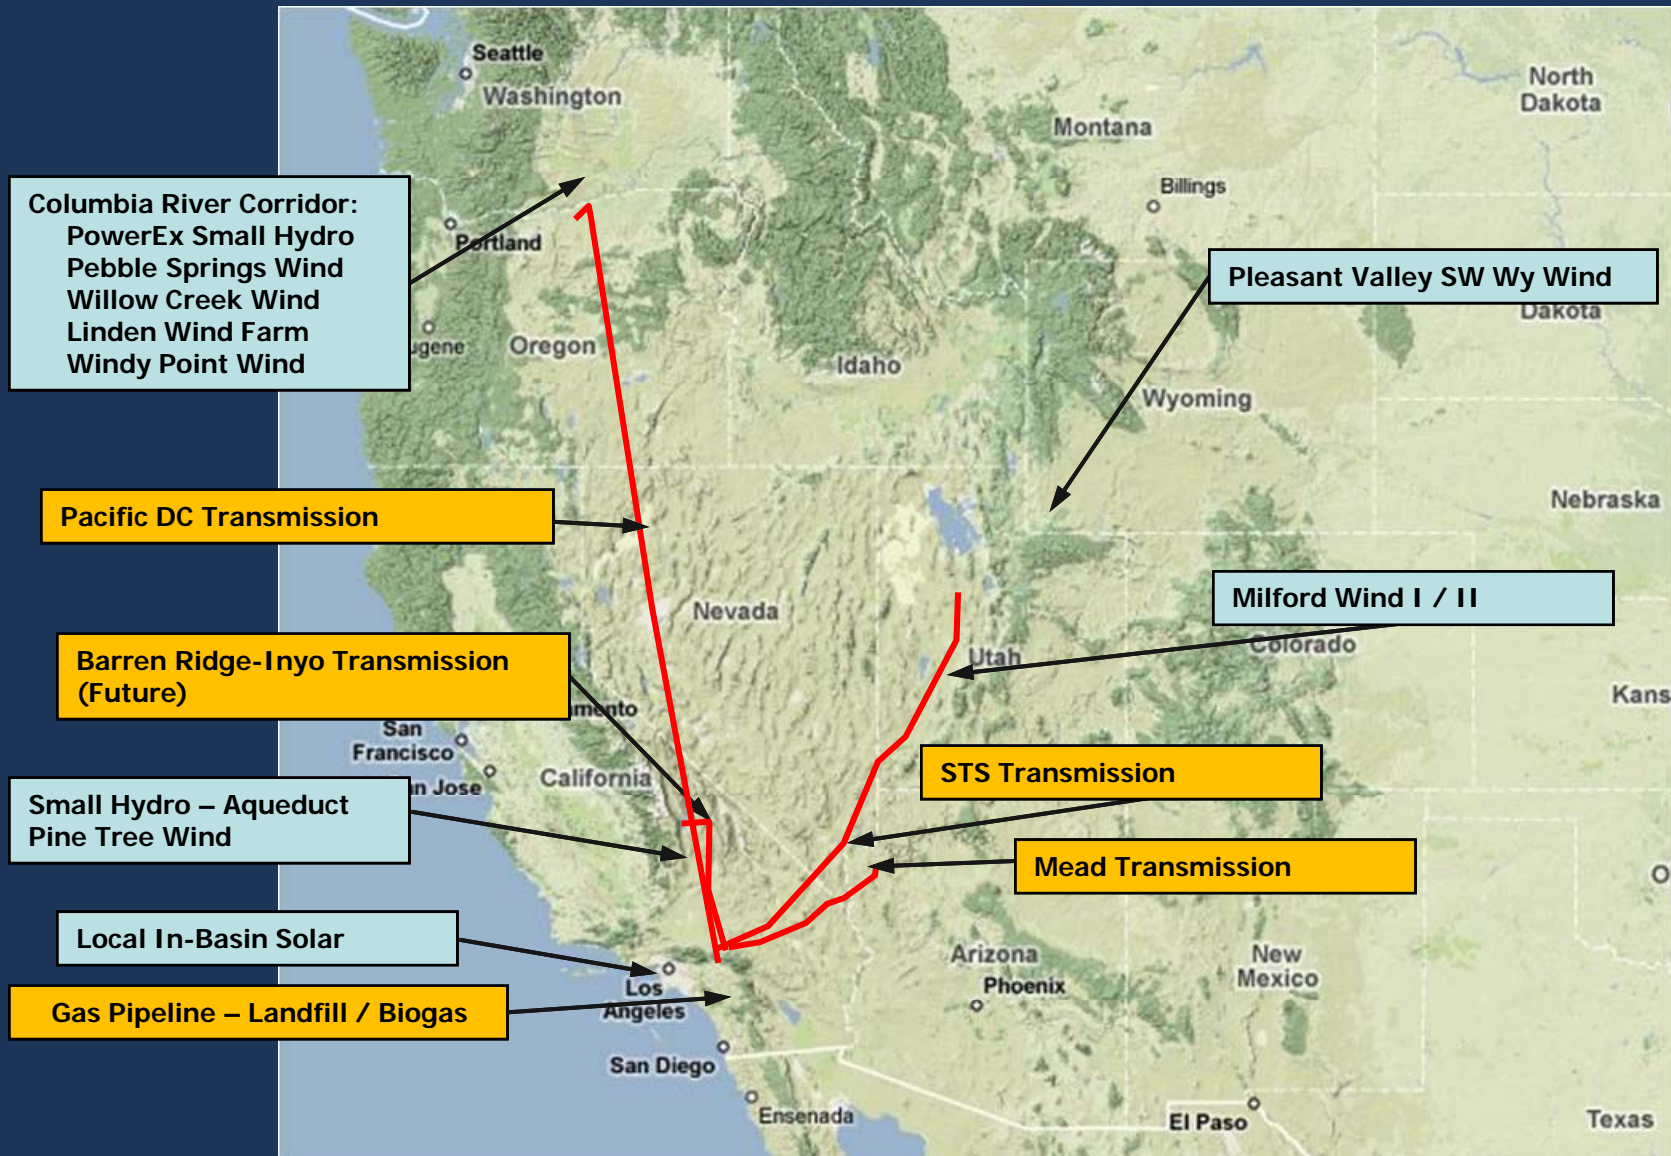 Seattle
Washington
North
Dakota
Montana
Billings
Columbia River Corridor:
PowerEx Small Hydro
Pebble Springs Wind
Willow Creek Wind
Linden Wind Farm
Windy Point Wind
Portland
Pleasant Valley SW Wy Wind
Dakota
ugene
Oregon
Idaho
Wyoming
Pacific DC Transmission
Nebraska
Nevada
Milford Wind I / II
Barren Ridge-Inyo Transmission
(Future)
Utah
Colorado
Kans
mento
San
Francisco
California
n Jose
STS Transmission
Small Hydro – Aqueduct
Pine Tree Wind
Mead Transmission
O
Local In-Basin Solar
Los
Angeles
Arizona
Phoenix
New
Mexico
Gas Pipeline – Landfill / Biogas
San Diego
Ensenada
El Paso
Texas